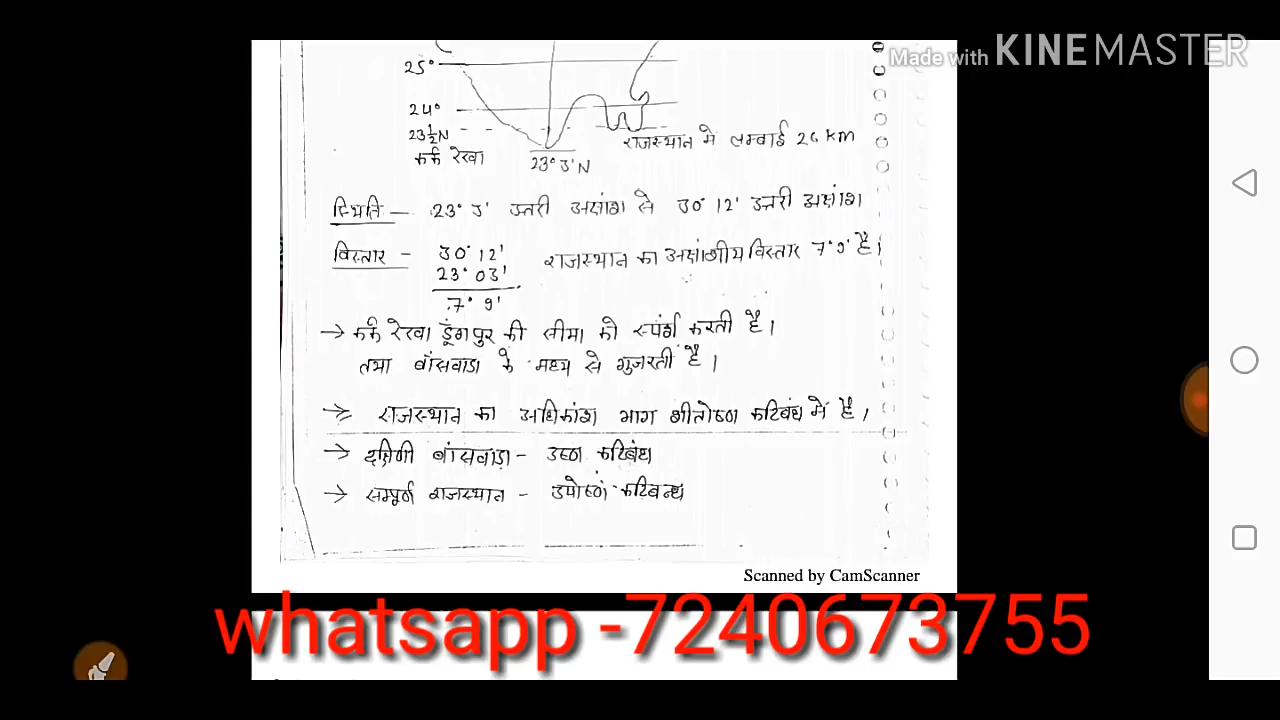 Made with KINEMASTER
25°
24°
23½N
कर्क रेखा
23°3'N
राजस्थान मे लम्बाई 26 km
स्थिति — 23° 3' उत्तरी अक्षांश से 30° 12' उत्तरी अक्षांश
विस्तार - 30° 12' राजस्थान का अक्षांशीय विस्तार 7°9' है।
23° 03'
7° 9'
→ कर्क रेखा डूंगपुर की सीमा को स्पर्श करती है।
तथा बांसवाडा के मध्य से गुजरती है।
→ राजस्थान का अधिकांश भाग शीतोष्ण कटिबंध में है।
→ दक्षिणी बांसवाड़ा - उष्ण कटिबंध
→ सम्पूर्ण राजस्थान - उपोष्ण कटिबन्ध
Scanned by CamScanner
whatsapp -7240673755